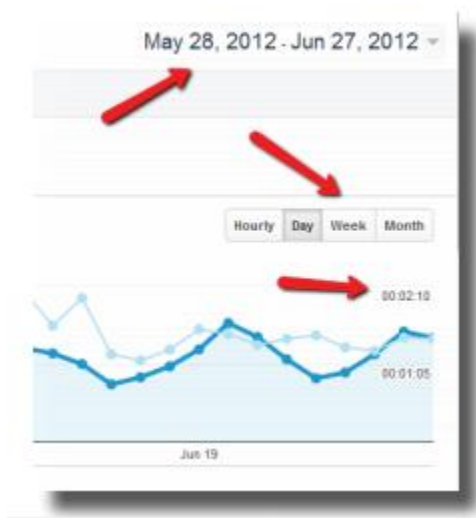 May 28, 2012 - Jun 27, 2012
Hourly Day Week Month
00:02:10
00:01:05
Jun 19